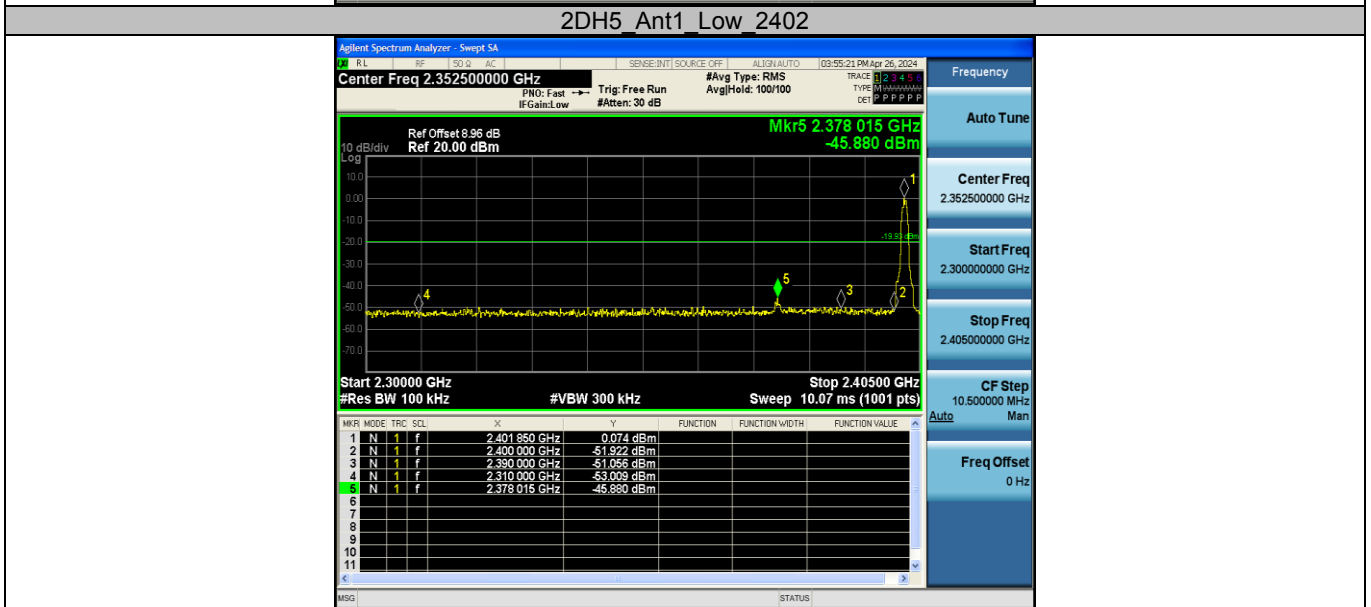 2DH5_Ant1_Low_2402
Agilent Spectrum Analyzer - Swept SA
RL RF 50 Ω AC SENSE:INT SOURCE OFF ALIGN AUTO 03:55:21 PM Apr 26, 2024
Center Freq 2.352500000 GHz
PNO: Fast
IFGain:Low
Trig: Free Run
#Atten: 30 dB
#Avg Type: RMS
Avg|Hold: 100/100
TRACE 1 2 3 4 5 6
TYPE M
DET P P P P P P
Frequency
Mkr5 2.378 015 GHz
-45.880 dBm
Ref Offset 8.96 dB
10 dB/div Ref 20.00 dBm
Log
10.0
0.00
-10.0
-20.0
-30.0
-40.0
-50.0
-60.0
-70.0
1
-19.93 dBm
5
4
3
2
Start 2.30000 GHz Stop 2.40500 GHz
#Res BW 100 kHz #VBW 300 kHz Sweep 10.07 ms (1001 pts)
MKR MODE TRC SCL X Y FUNCTION FUNCTION WIDTH FUNCTION VALUE
1 N 1 f 2.401 850 GHz 0.074 dBm
2 N 1 f 2.400 000 GHz -51.922 dBm
3 N 1 f 2.390 000 GHz -51.056 dBm
4 N 1 f 2.310 000 GHz -53.009 dBm
5 N 1 f 2.378 015 GHz -45.880 dBm
6
7
8
9
10
11
Auto Tune
Center Freq
2.352500000 GHz
Start Freq
2.300000000 GHz
Stop Freq
2.405000000 GHz
CF Step
10.500000 MHz
Auto Man
Freq Offset
0 Hz
MSG STATUS